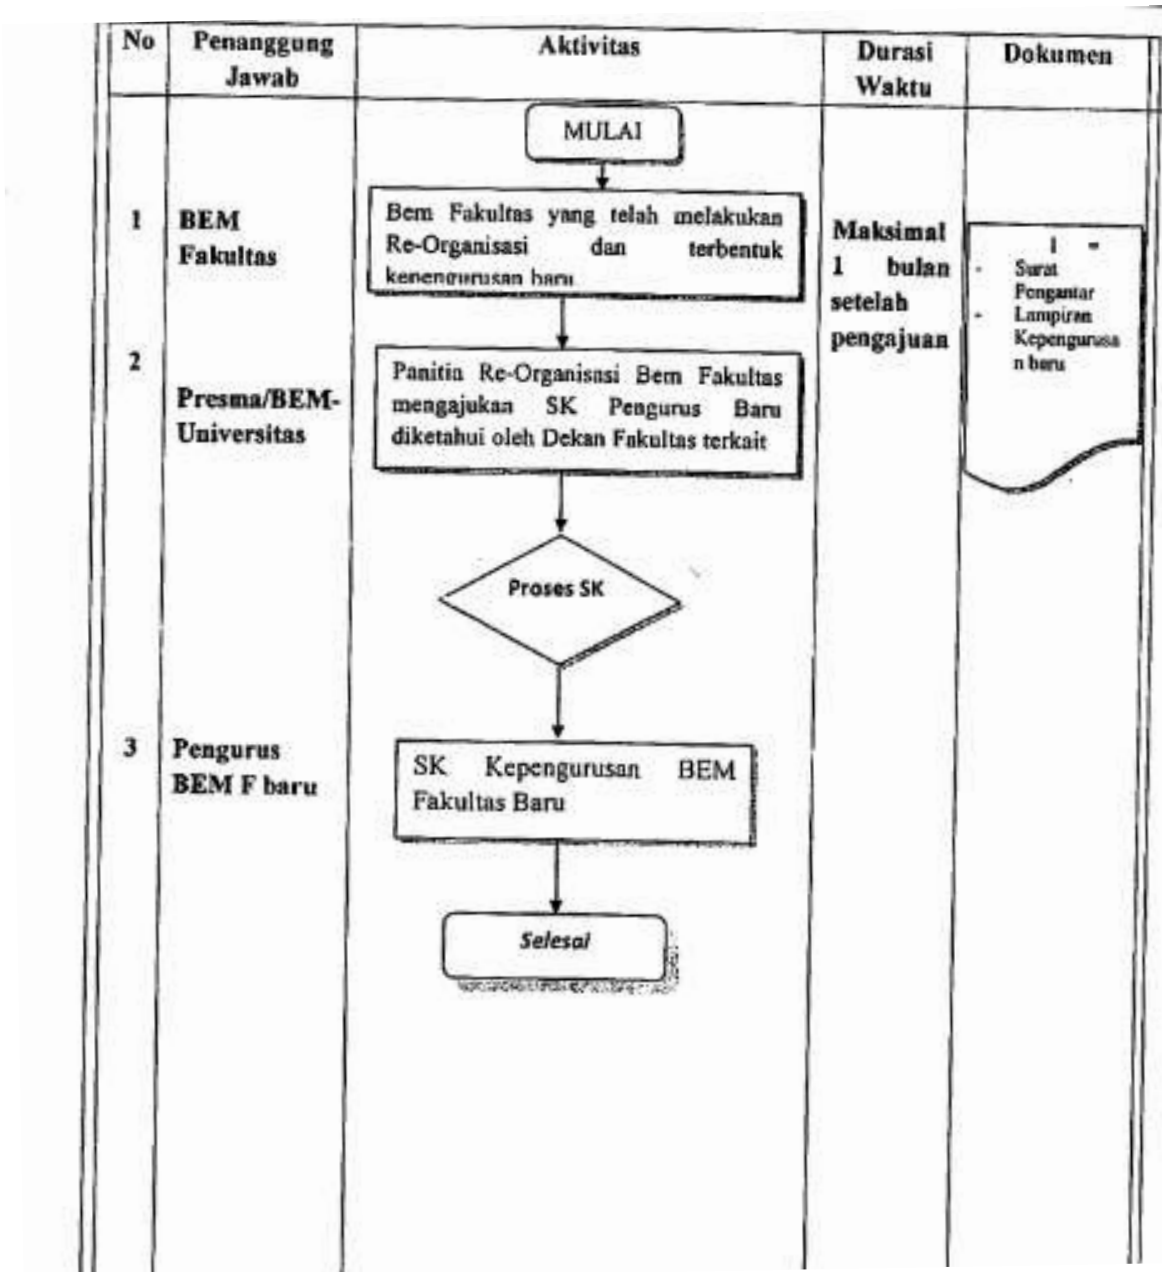 No
Penanggung
Jawab
Aktivitas
Durasi
Waktu
Dokumen
MULAI
1
BEM
Fakultas
Bem Fakultas yang telah melakukan
Re-Organisasi dan terbentuk
kepengurusan baru
Maksimal
1 bulan
setelah
pengajuan
1 =
- Surat
Pengantar
- Lampiran
Kepengurusa
n baru
2
Presma/BEM-
Universitas
Panitia Re-Organisasi Bem Fakultas
mengajukan SK Pengurus Baru
diketahui oleh Dekan Fakultas terkait
Proses SK
3
Pengurus
BEM F baru
SK Kepengurusan BEM
Fakultas Baru
Selesai